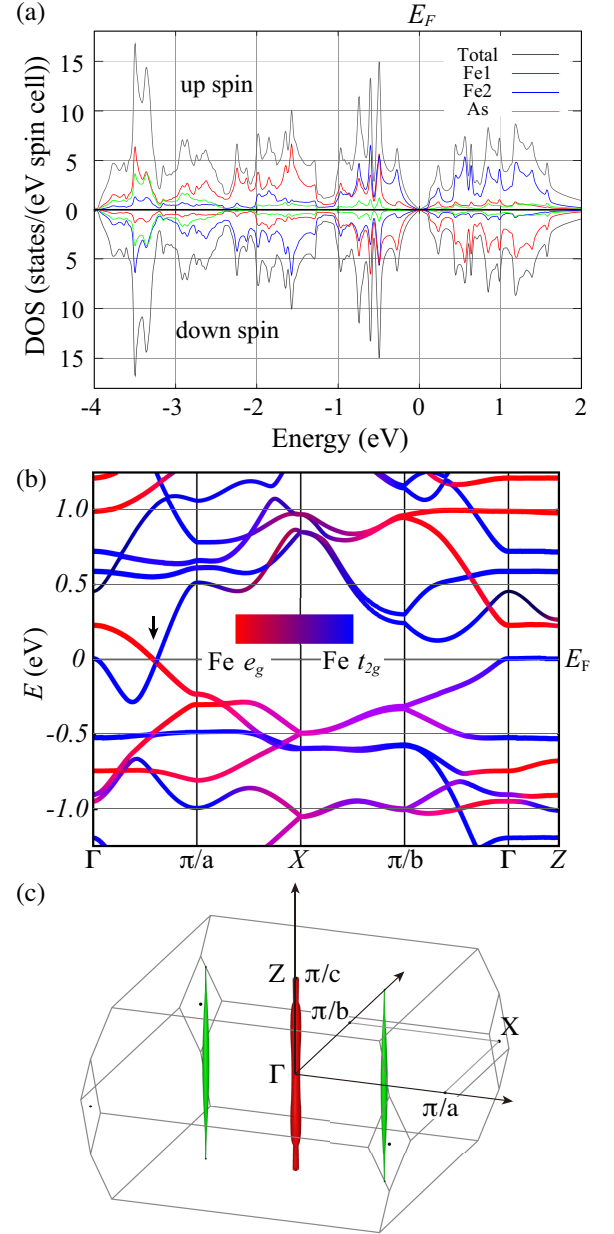 (a)
E_F
DOS (states/(eV spin cell))
15
10
5
0
5
10
15
up spin
down spin
Total
Fe1
Fe2
As
-4 -3 -2 -1 0 1 2
Energy (eV)
(b)
E (eV)
1.0
0.5
0
-0.5
-1.0
Fe e_g Fe t_2g
E_F
Γ π/a X π/b Γ Z
(c)
Z π/c
π/b
X
Γ
π/a